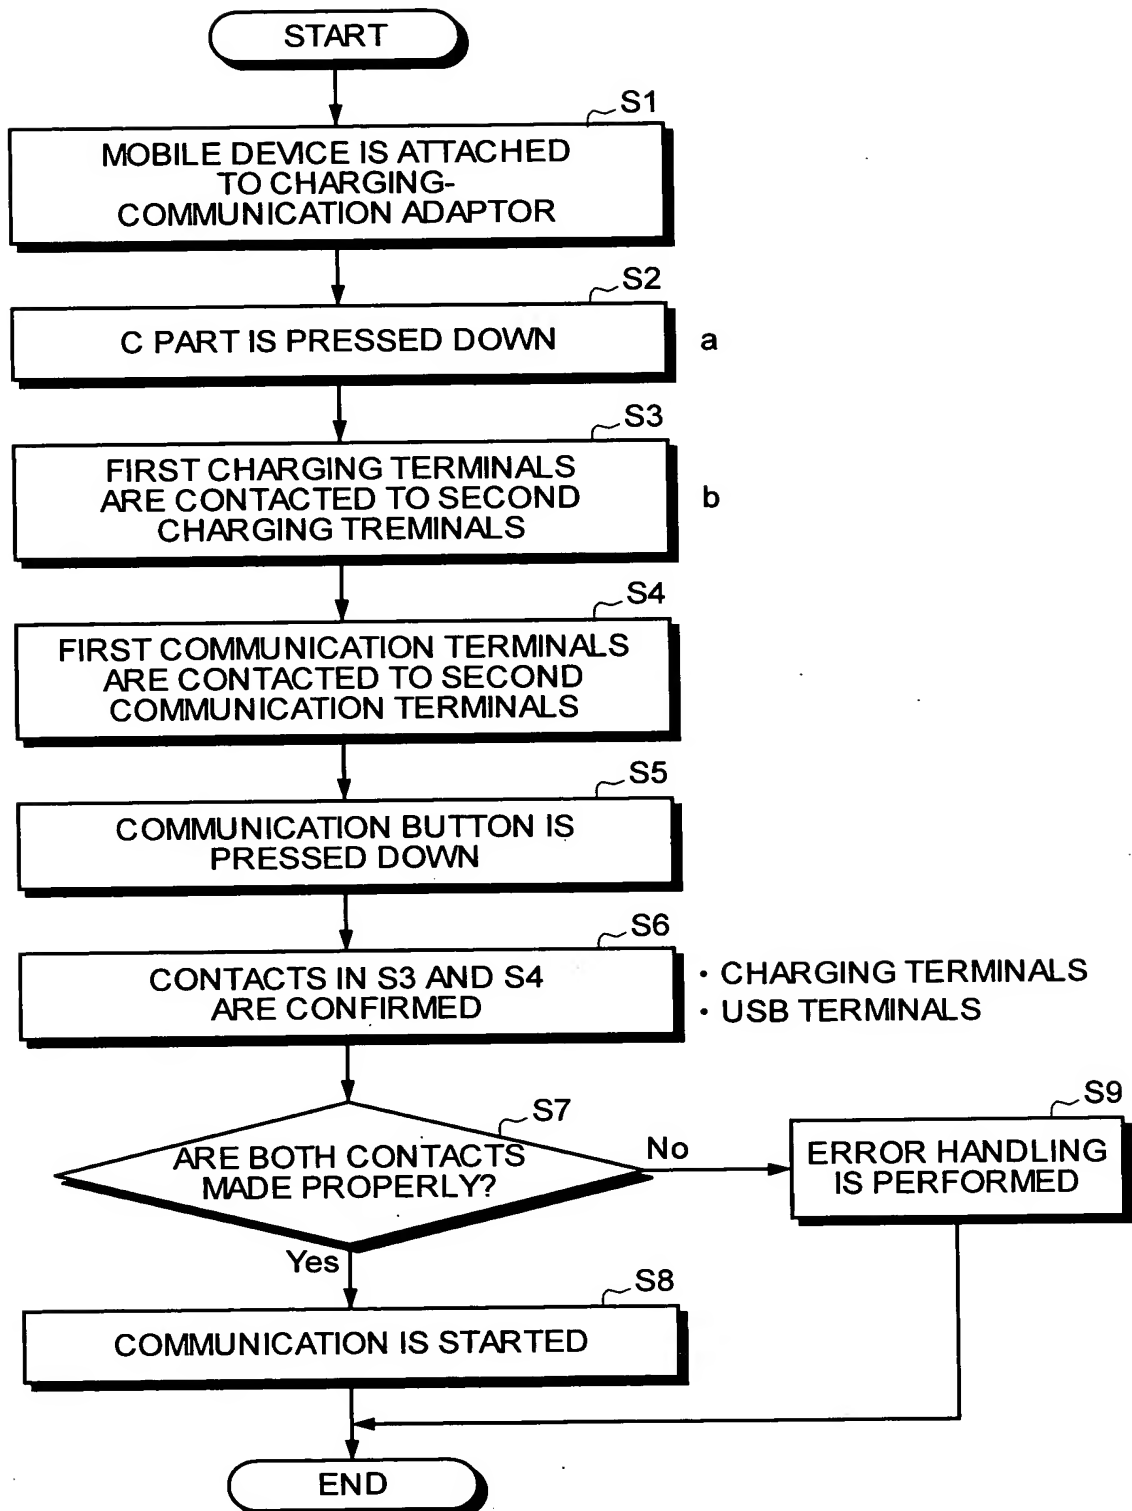 START
S1
MOBILE DEVICE IS ATTACHED
TO CHARGING-
COMMUNICATION ADAPTOR
S2
C PART IS PRESSED DOWN
a
S3
FIRST CHARGING TERMINALS
ARE CONTACTED TO SECOND
CHARGING TREMINALS
b
S4
FIRST COMMUNICATION TERMINALS
ARE CONTACTED TO SECOND
COMMUNICATION TERMINALS
S5
COMMUNICATION BUTTON IS
PRESSED DOWN
S6
CONTACTS IN S3 AND S4
ARE CONFIRMED
· CHARGING TERMINALS
· USB TERMINALS
S7
ARE BOTH CONTACTS
MADE PROPERLY?
No
S9
ERROR HANDLING
IS PERFORMED
Yes
S8
COMMUNICATION IS STARTED
END